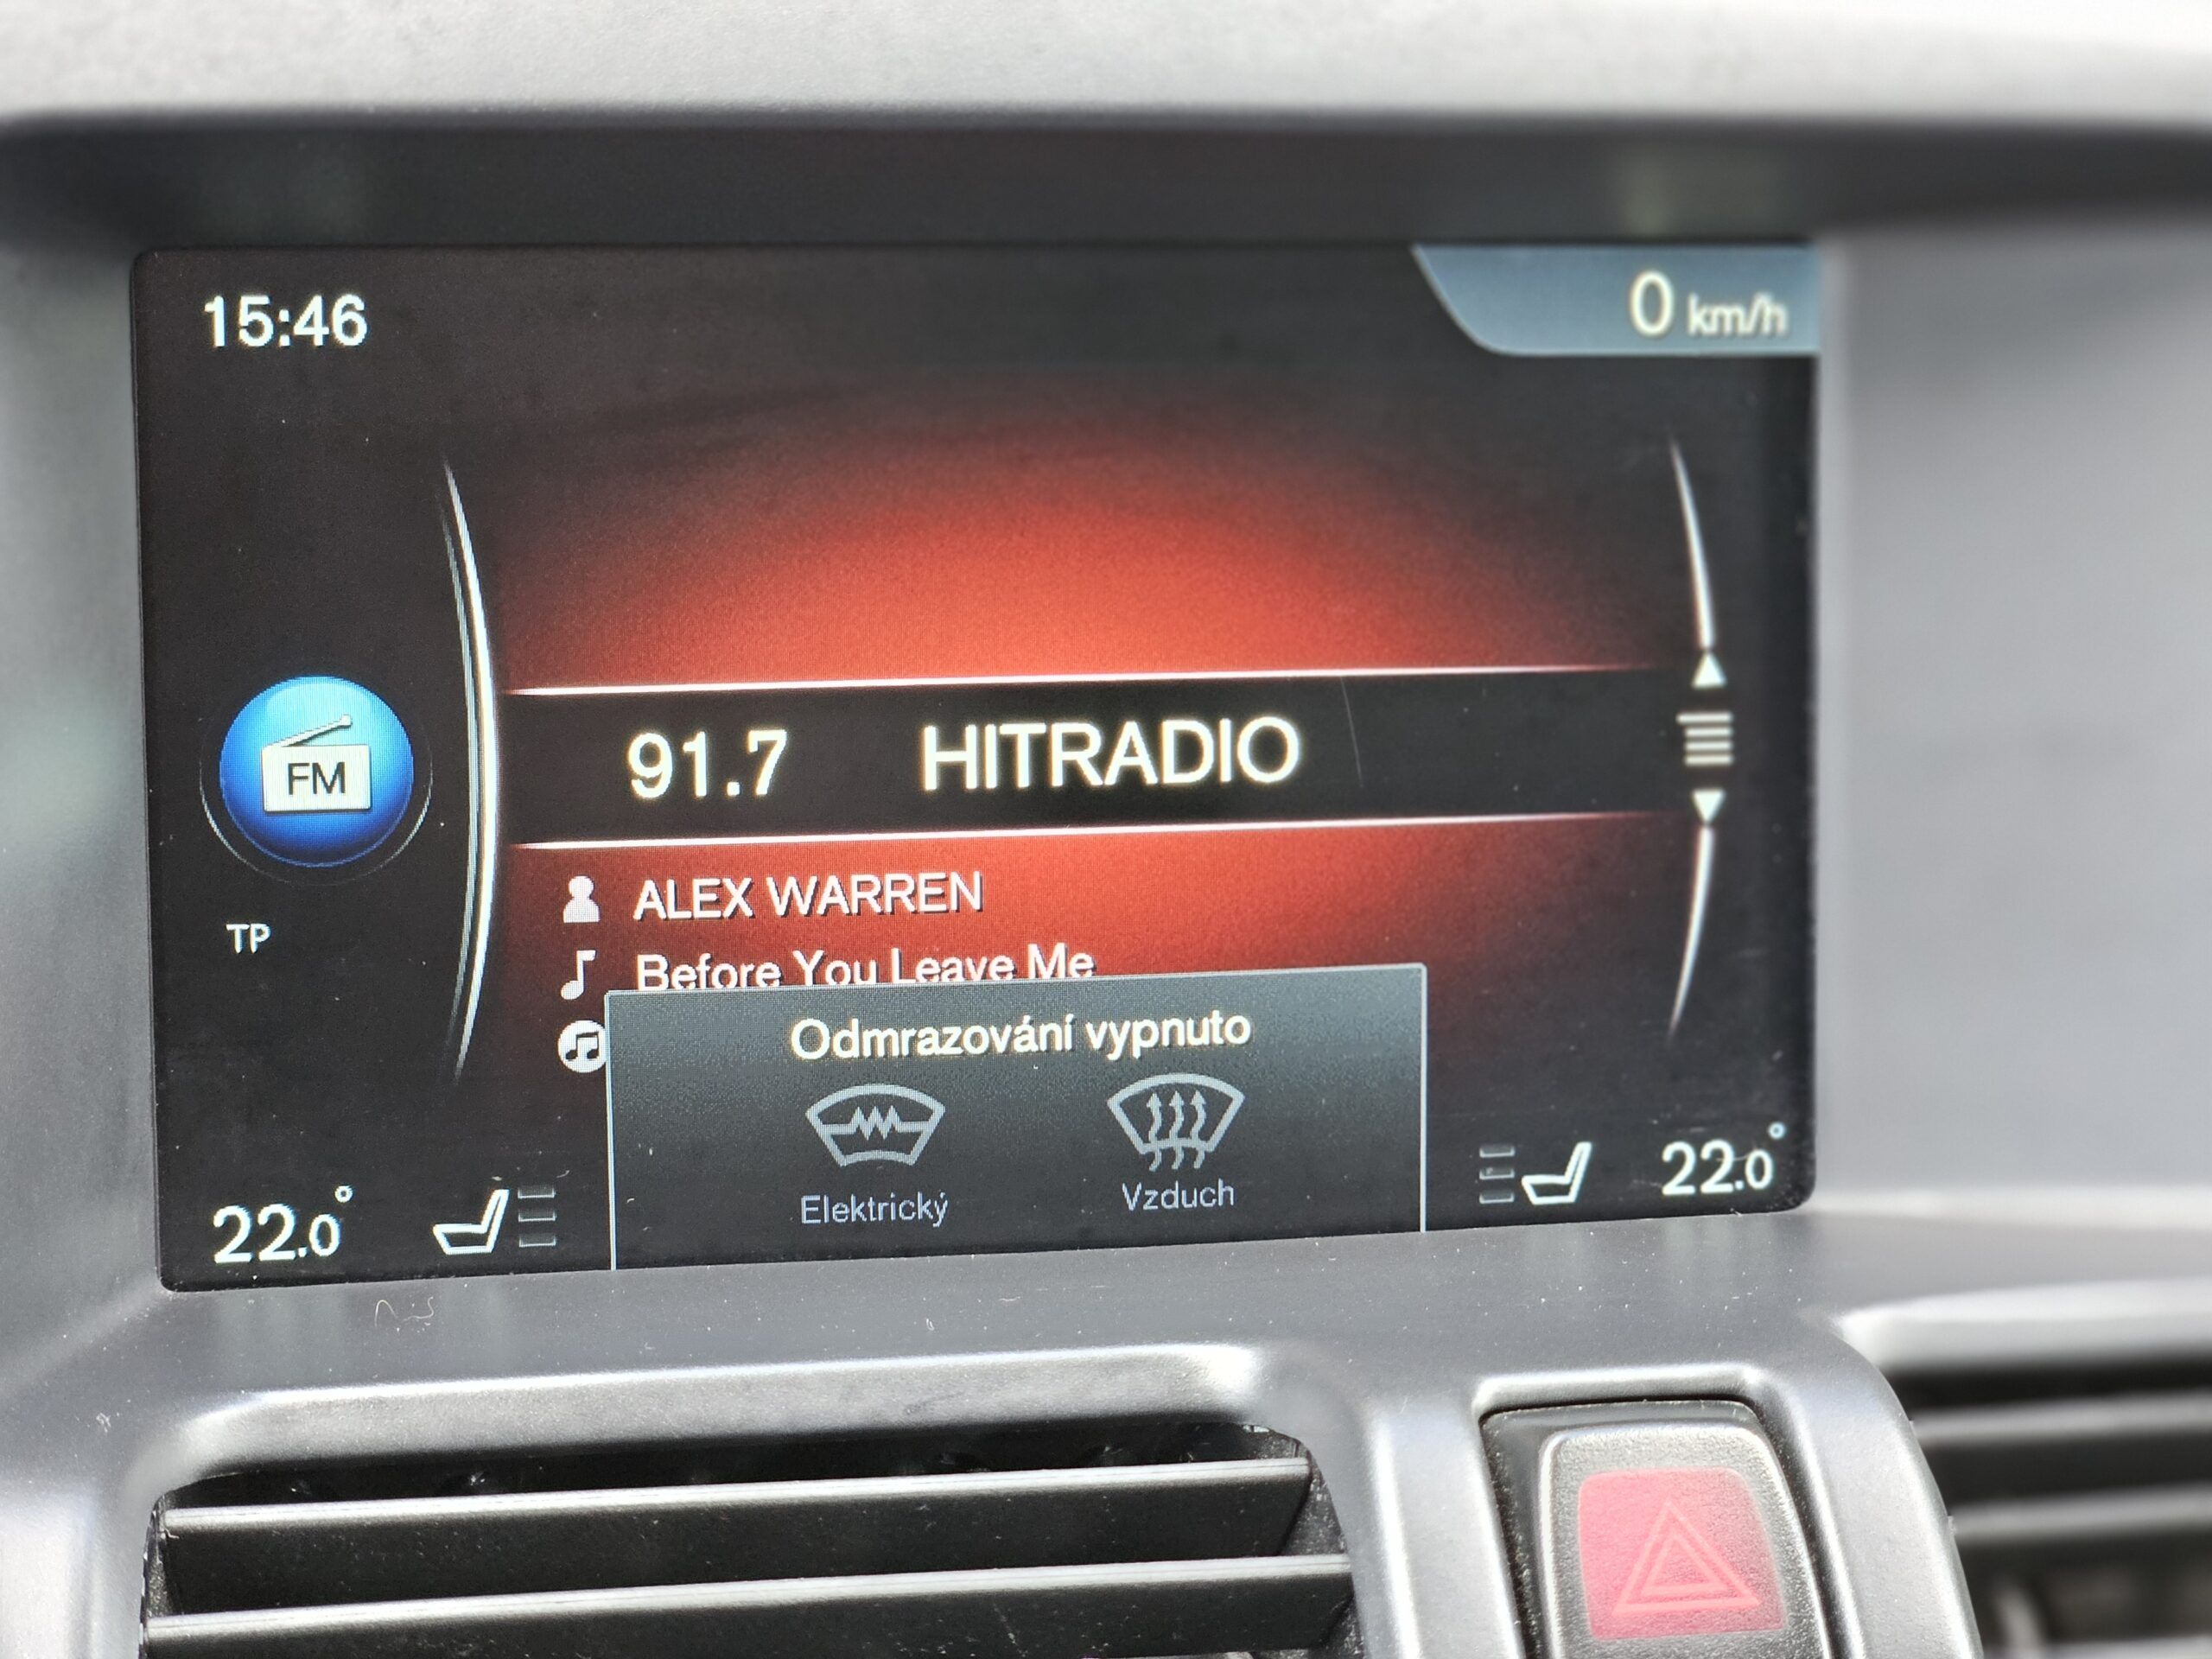 15:46
0 km/h
FM
91.7 HITRADIO
TP
ALEX WARREN
Before You Leave Me
Odmrazování vypnuto
Elektrický
Vzduch
22.0°
22.0°